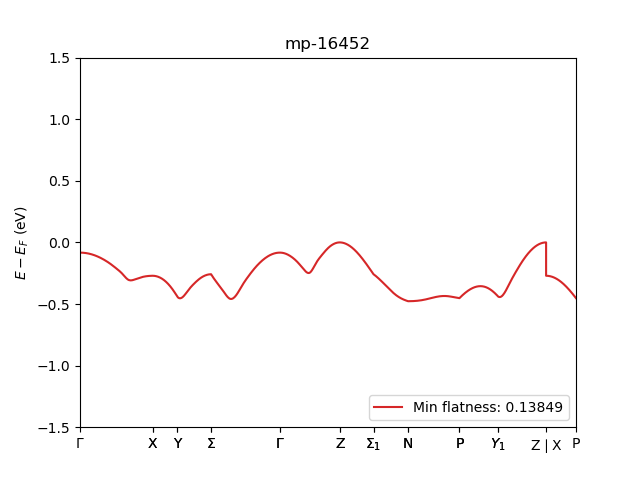 mp-16452
E − E_F (eV)
1.5
1.0
0.5
0.0
−0.5
−1.0
−1.5
Min flatness: 0.13849
Γ X Y Σ Γ Z Σ₁ N P Y₁ Z | X P